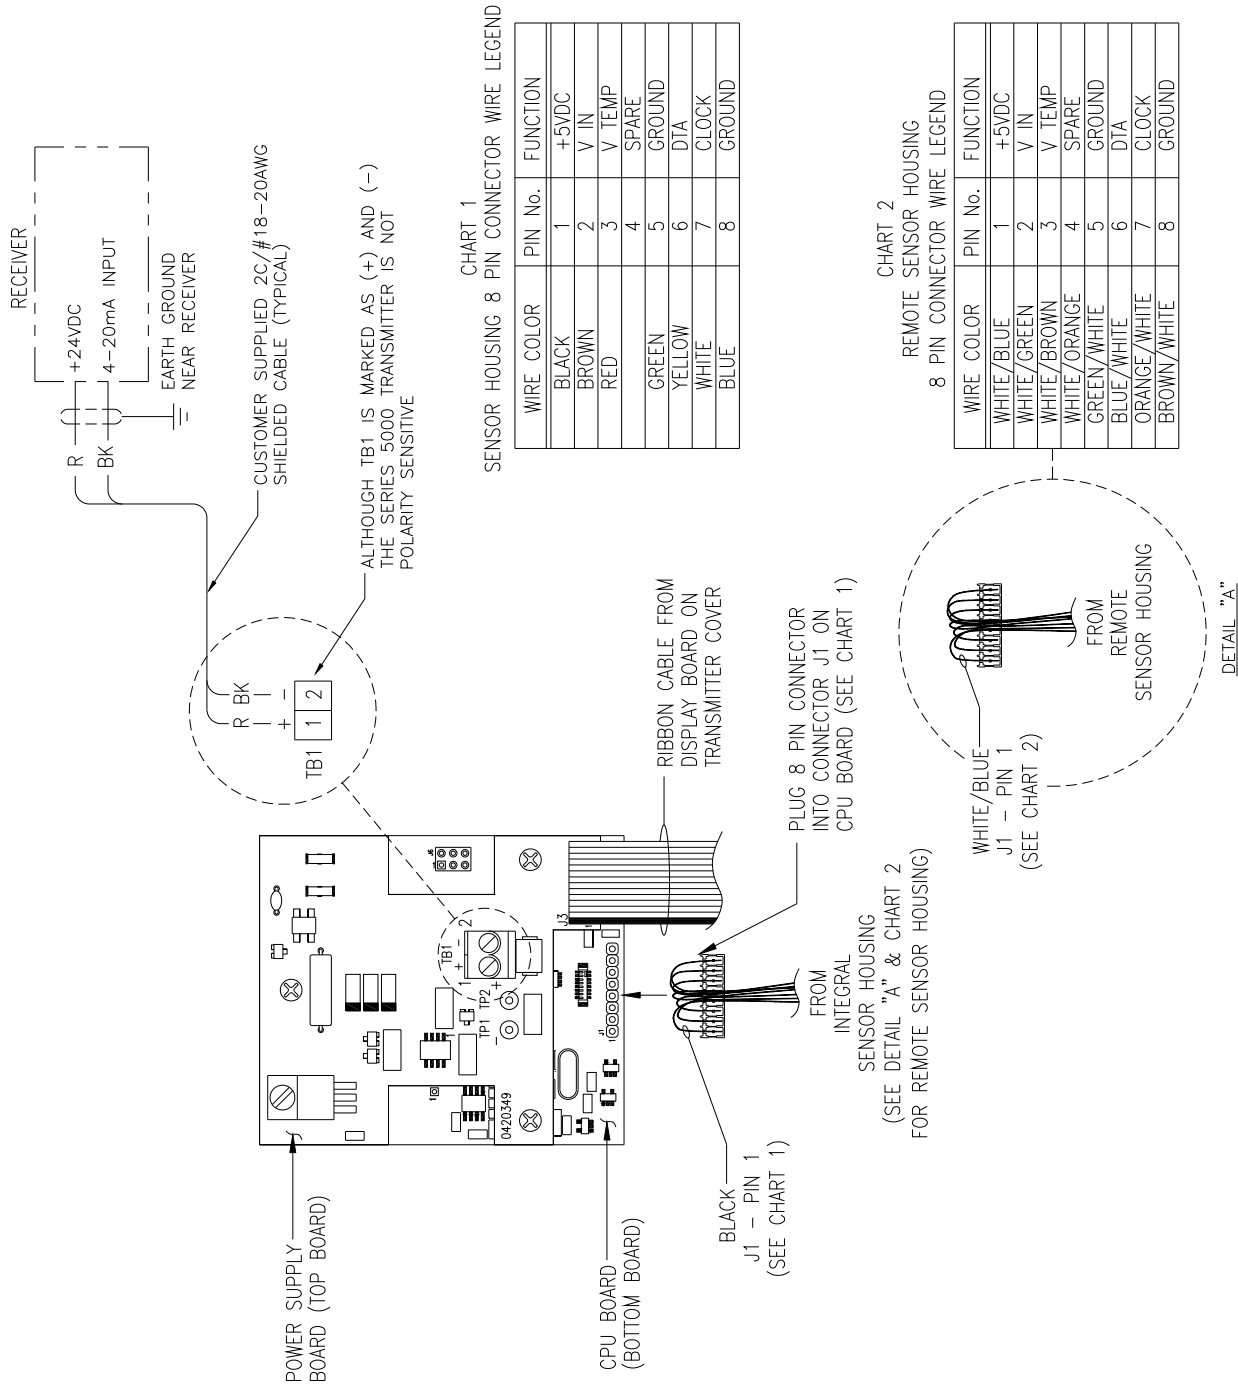 RECEIVER
+24VDC
4-20mA INPUT
EARTH GROUND
NEAR RECEIVER
R
BK
CUSTOMER SUPPLIED 2C/#18-20AWG
SHIELDED CABLE (TYPICAL)
ALTHOUGH TB1 IS MARKED AS (+) AND (-)
THE SERIES 5000 TRANSMITTER IS NOT
POLARITY SENSITIVE
R BK
+ -
1 2
TB1
POWER SUPPLY
BOARD (TOP BOARD)
CPU BOARD
(BOTTOM BOARD)
J6
1
TB1
1 + - 2
TP1 TP2
- +
J3
1
1
1
0420349
J1
1
RIBBON CABLE FROM
DISPLAY BOARD ON
TRANSMITTER COVER
PLUG 8 PIN CONNECTOR
INTO CONNECTOR J1 ON
CPU BOARD (SEE CHART 1)
BLACK
J1 - PIN 1
(SEE CHART 1)
FROM
INTEGRAL
SENSOR HOUSING
(SEE DETAIL "A" & CHART 2
FOR REMOTE SENSOR HOUSING)
CHART 1
SENSOR HOUSING 8 PIN CONNECTOR WIRE LEGEND
WIRE COLOR PIN No. FUNCTION
BLACK 1 +5VDC
BROWN 2 V IN
RED 3 V TEMP
4 SPARE
GREEN 5 GROUND
YELLOW 6 DTA
WHITE 7 CLOCK
BLUE 8 GROUND
CHART 2
REMOTE SENSOR HOUSING
8 PIN CONNECTOR WIRE LEGEND
WIRE COLOR PIN No. FUNCTION
WHITE/BLUE 1 +5VDC
WHITE/GREEN 2 V IN
WHITE/BROWN 3 V TEMP
WHITE/ORANGE 4 SPARE
GREEN/WHITE 5 GROUND
BLUE/WHITE 6 DTA
ORANGE/WHITE 7 CLOCK
BROWN/WHITE 8 GROUND
WHITE/BLUE
J1 - PIN 1
(SEE CHART 2)
FROM
REMOTE
SENSOR HOUSING
DETAIL "A"